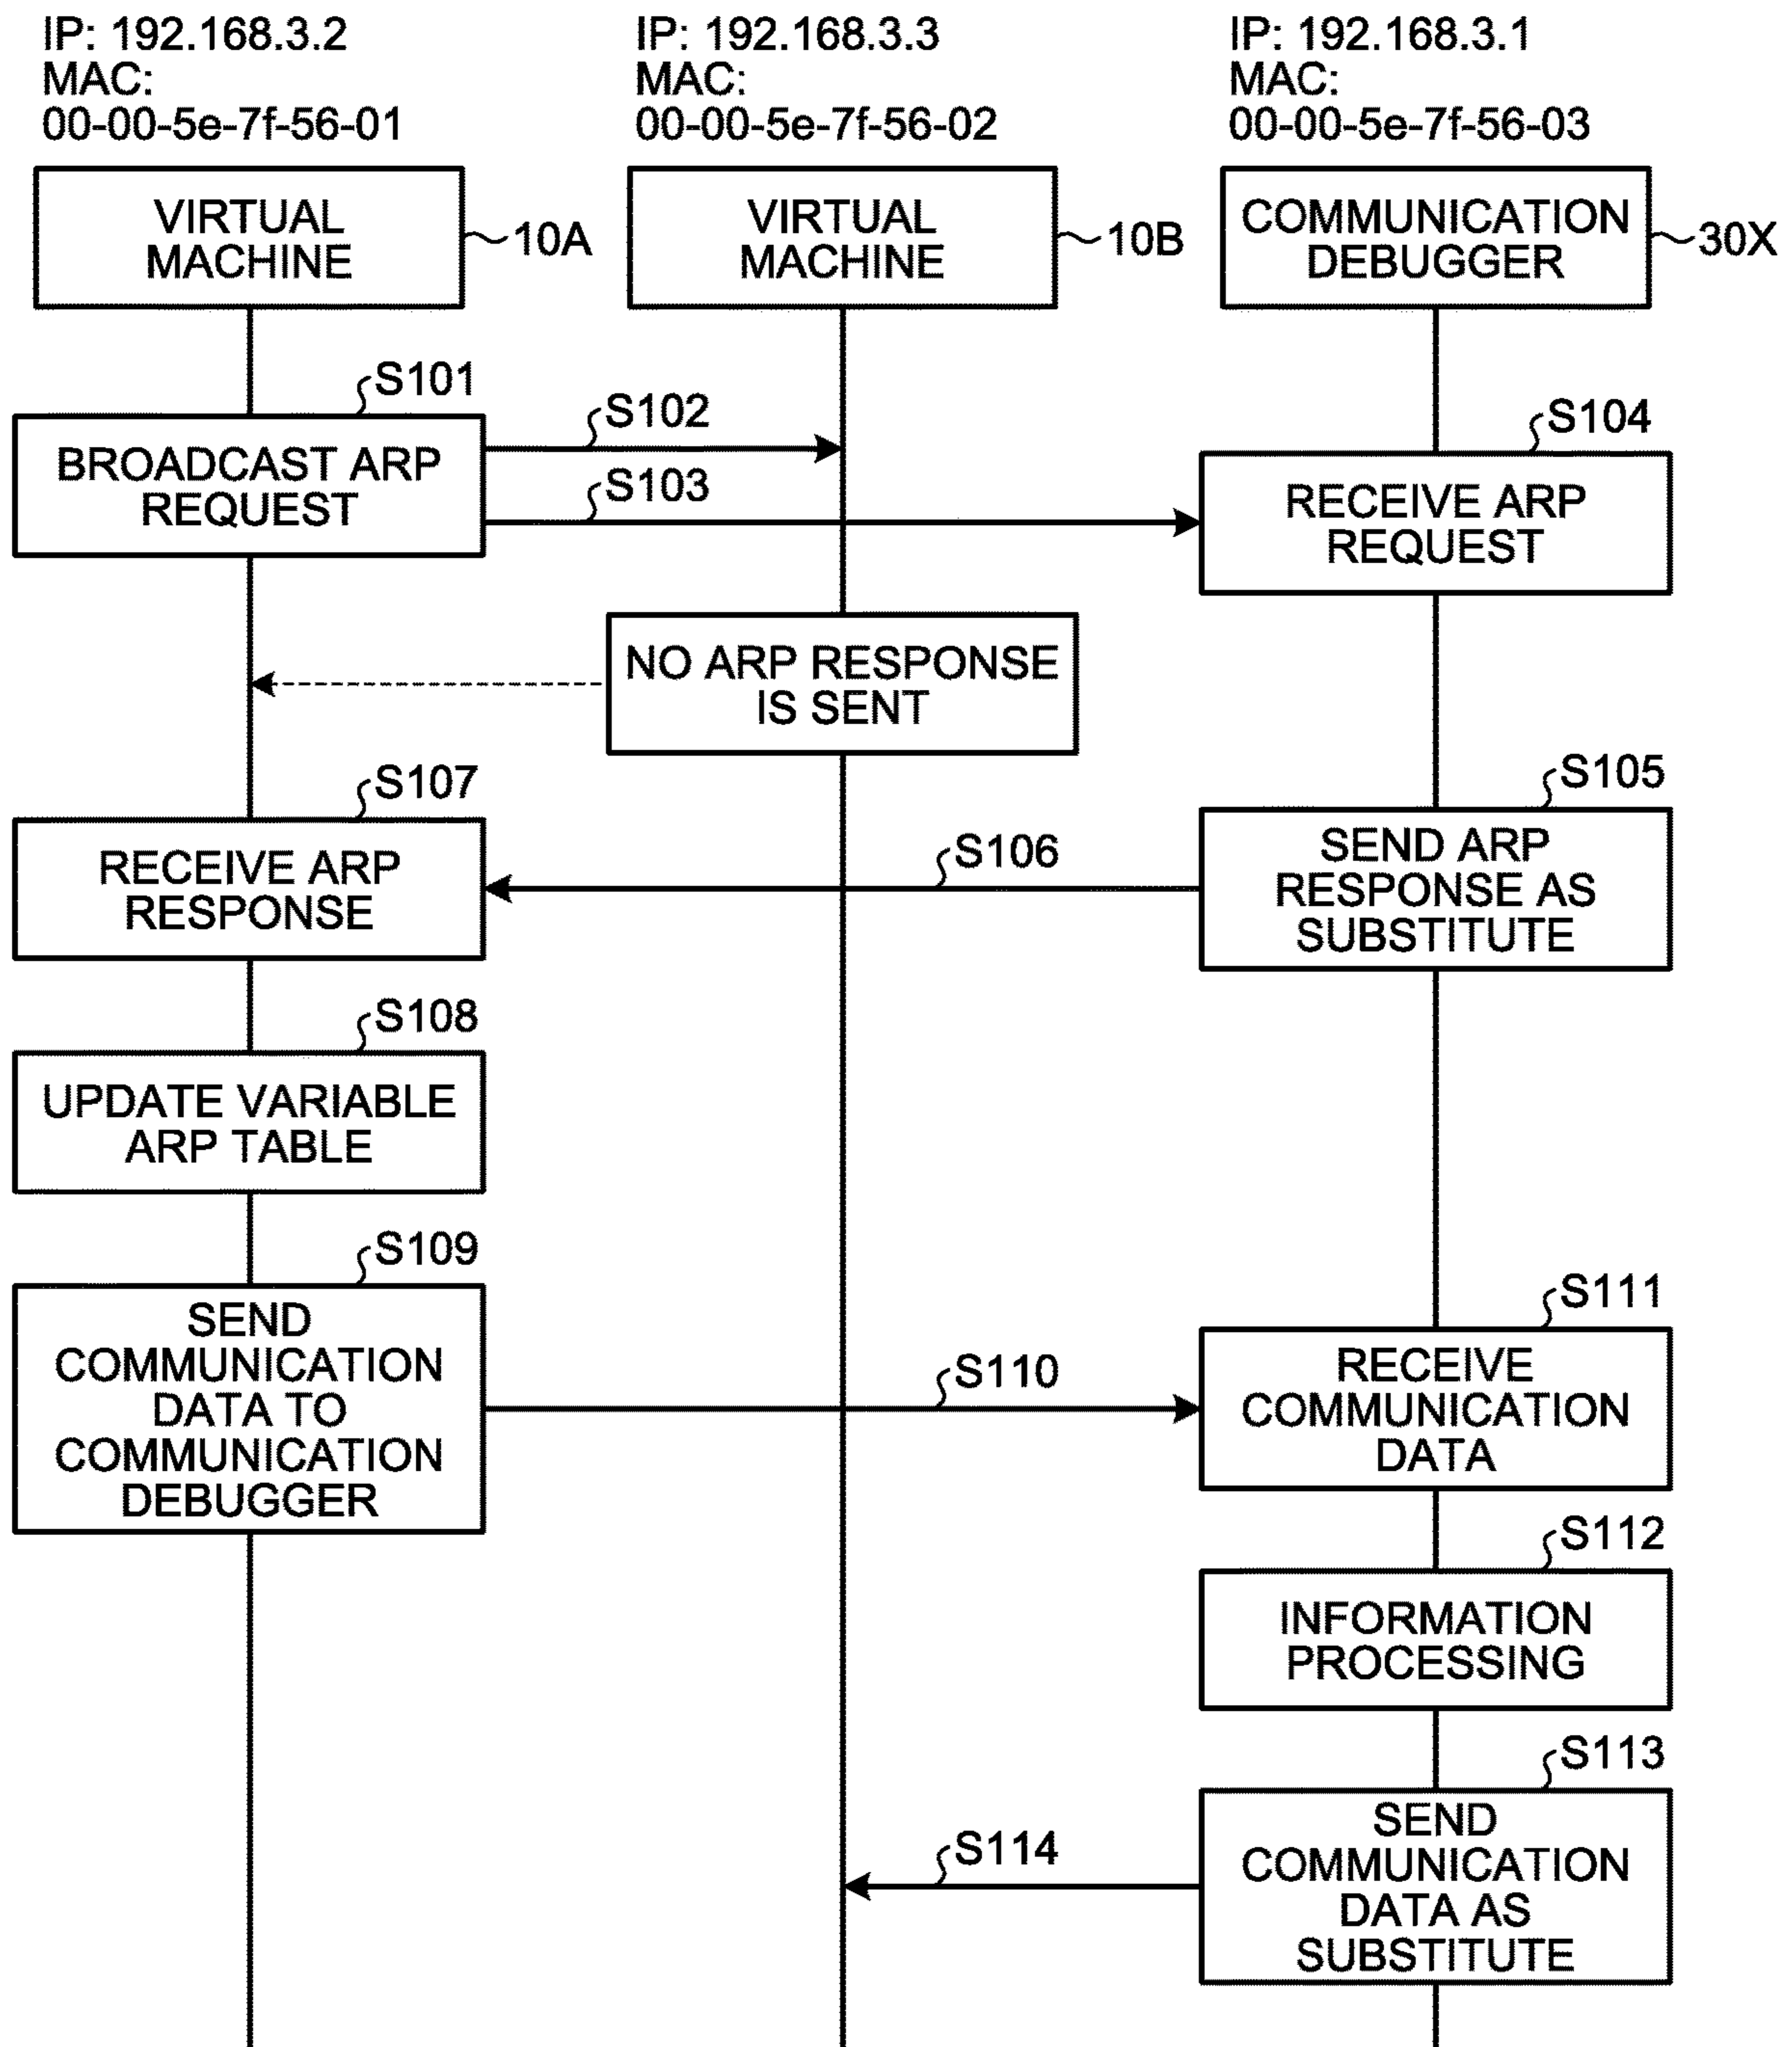 IP: 192.168.3.2
MAC:
00-00-5e-7f-56-01
IP: 192.168.3.3
MAC:
00-00-5e-7f-56-02
IP: 192.168.3.1
MAC:
00-00-5e-7f-56-03
VIRTUAL
MACHINE
10A
VIRTUAL
MACHINE
10B
COMMUNICATION
DEBUGGER
30X
S101
BROADCAST ARP
REQUEST
S102
S103
S104
RECEIVE ARP
REQUEST
NO ARP RESPONSE
IS SENT
S105
SEND ARP
RESPONSE AS
SUBSTITUTE
S106
S107
RECEIVE ARP
RESPONSE
S108
UPDATE VARIABLE
ARP TABLE
S109
SEND
COMMUNICATION
DATA TO
COMMUNICATION
DEBUGGER
S110
S111
RECEIVE
COMMUNICATION
DATA
S112
INFORMATION
PROCESSING
S113
SEND
COMMUNICATION
DATA AS
SUBSTITUTE
S114